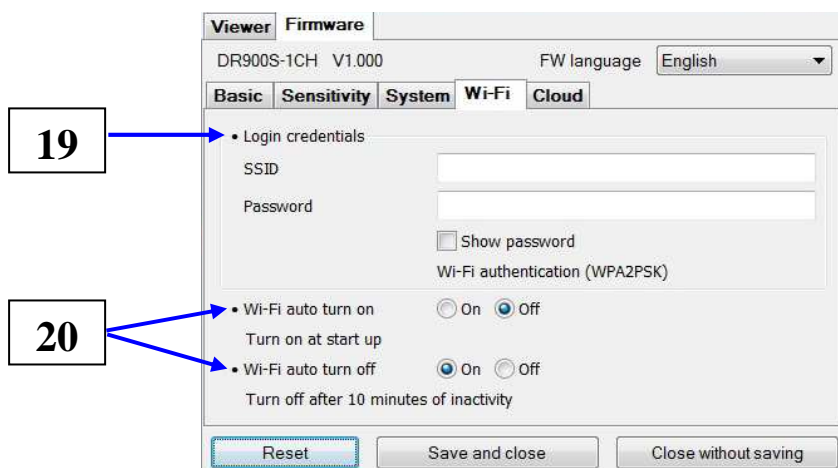 Viewer Firmware
DR900S-1CH V1.000 FW language English
Basic Sensitivity System Wi-Fi Cloud
19
• Login credentials
SSID
Password
Show password
Wi-Fi authentication (WPA2PSK)
20
• Wi-Fi auto turn on On Off
Turn on at start up
• Wi-Fi auto turn off On Off
Turn off after 10 minutes of inactivity
Reset Save and close Close without saving